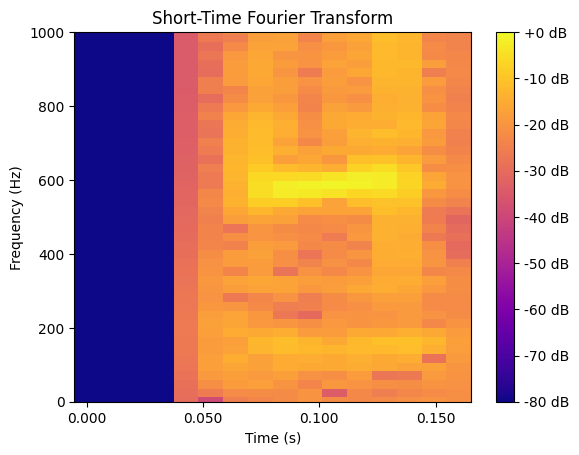 Short-Time Fourier Transform
1000
800
600
400
200
0
Frequency (Hz)
0.000
0.050
0.100
0.150
Time (s)
+0 dB
-10 dB
-20 dB
-30 dB
-40 dB
-50 dB
-60 dB
-70 dB
-80 dB